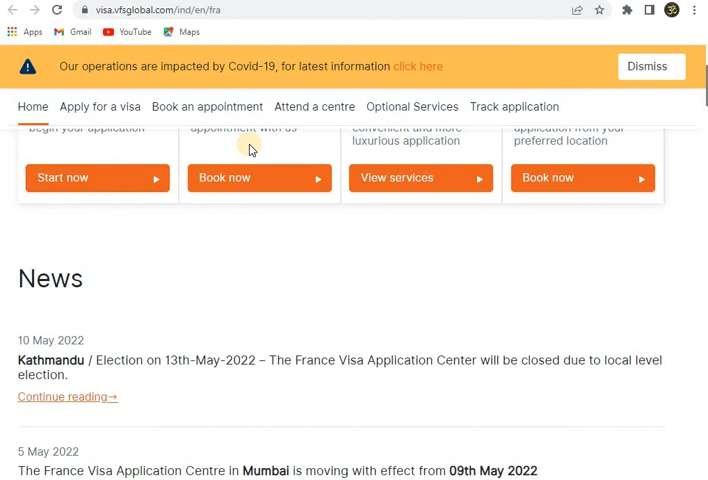 visa.vfsglobal.com/ind/en/fra
Apps Gmail YouTube Maps
Our operations are impacted by Covid-19, for latest information click here
Dismiss
Home Apply for a visa Book an appointment Attend a centre Optional Services Track application
begin your application
appointment with us
convenient and more
luxurious application
application from your
preferred location
Start now
Book now
View services
Book now
News
10 May 2022
Kathmandu / Election on 13th-May-2022 – The France Visa Application Center will be closed due to local level
election.
Continue reading→
5 May 2022
The France Visa Application Centre in Mumbai is moving with effect from 09th May 2022